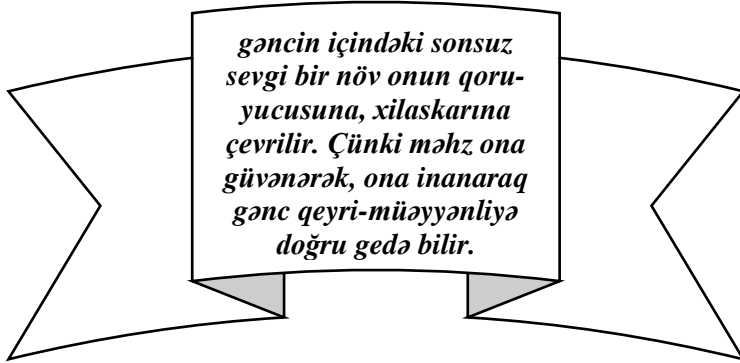 gəncin içindəki sonsuz
sevgi bir növ onun qoru-
yucusuna, xilaskarına
çevrilir. Çünki məhz ona
güvənərək, ona inanaraq
gənc qeyri-müəyyənliyə
doğru gedə bilir.